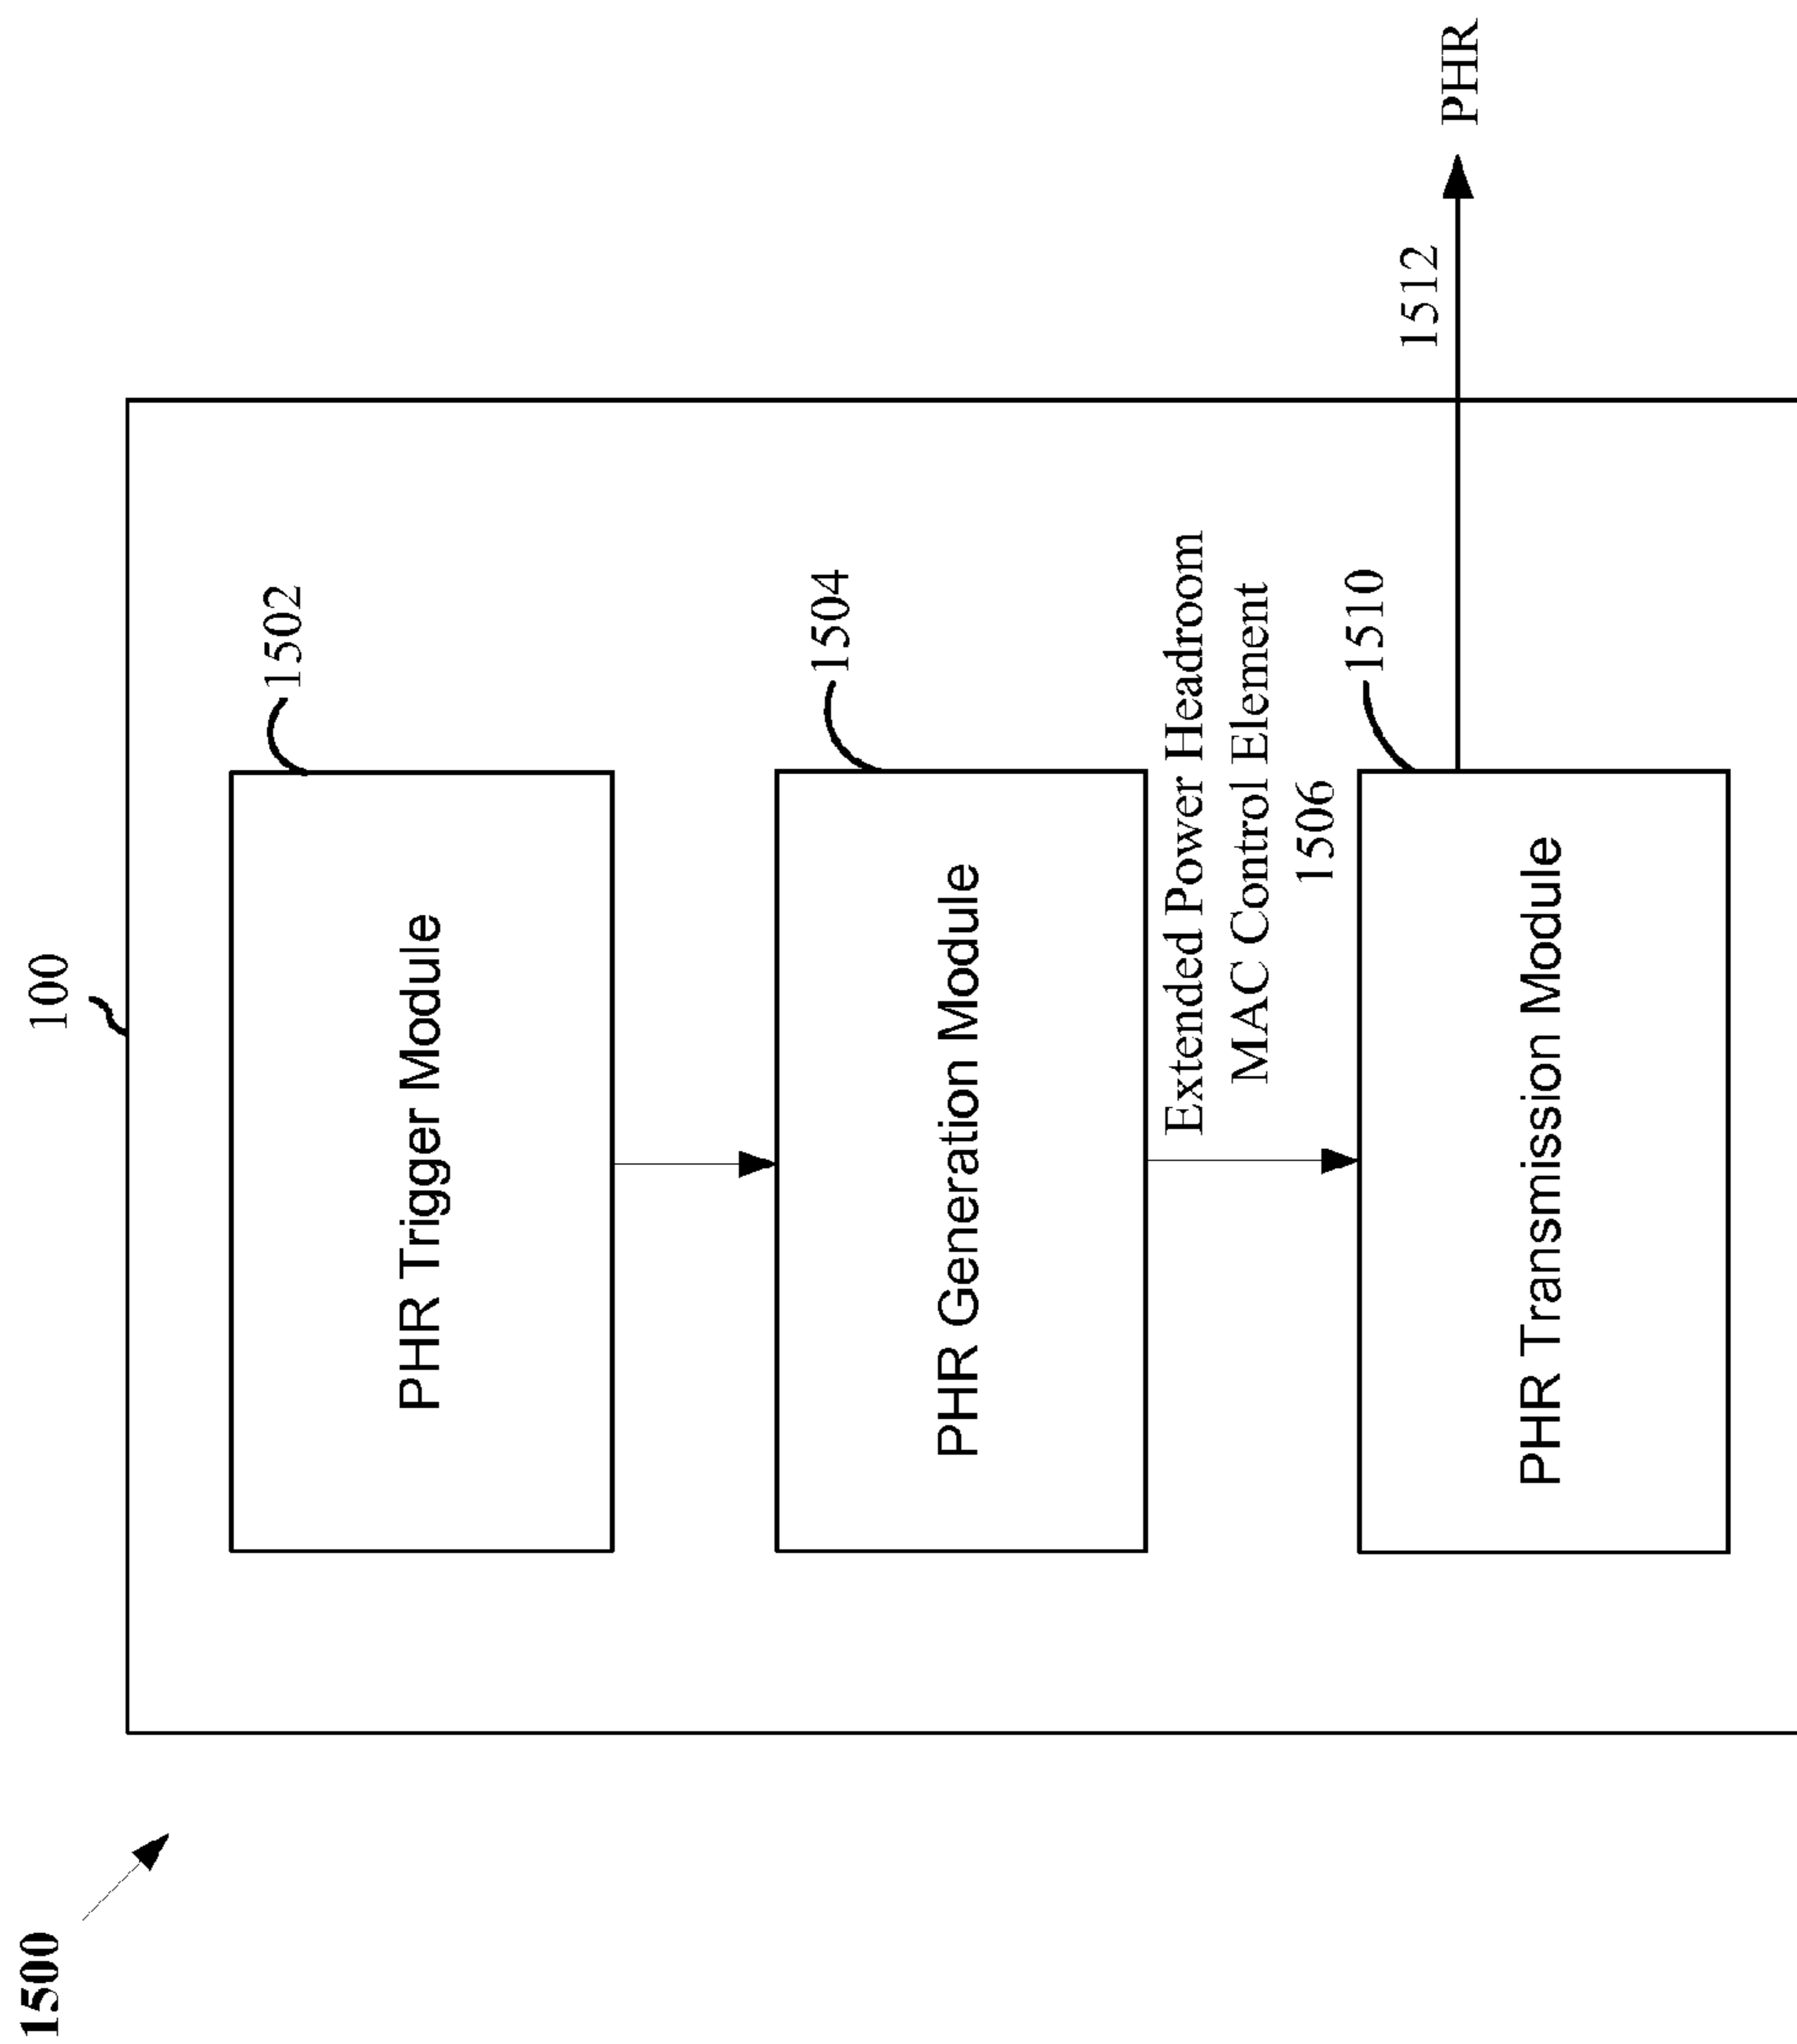 1500
100
PHR Trigger Module
1502
PHR Generation Module
1504
Extended Power Headroom
MAC Control Element
1506
PHR Transmission Module
1510
1512
PHR